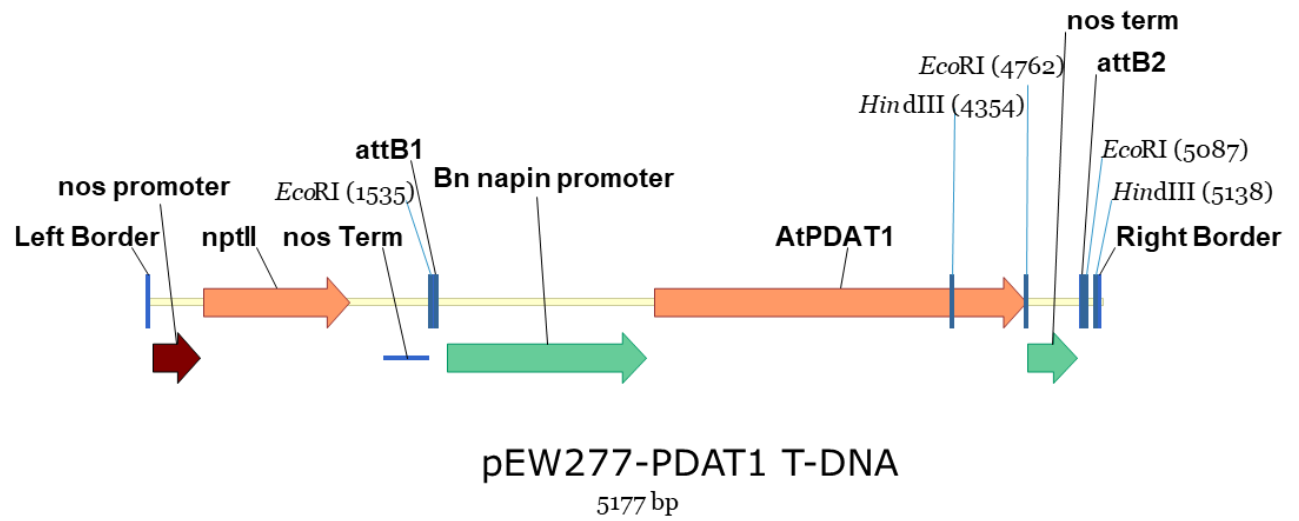 nos term
EcoRI (4762)
attB2
HindIII (4354)
attB1
EcoRI (5087)
Bn napin promoter
nos promoter
EcoRI (1535)
HindIII (5138)
Left Border
nptII
nos Term
AtPDAT1
Right Border
pEW277-PDAT1 T-DNA
5177 bp